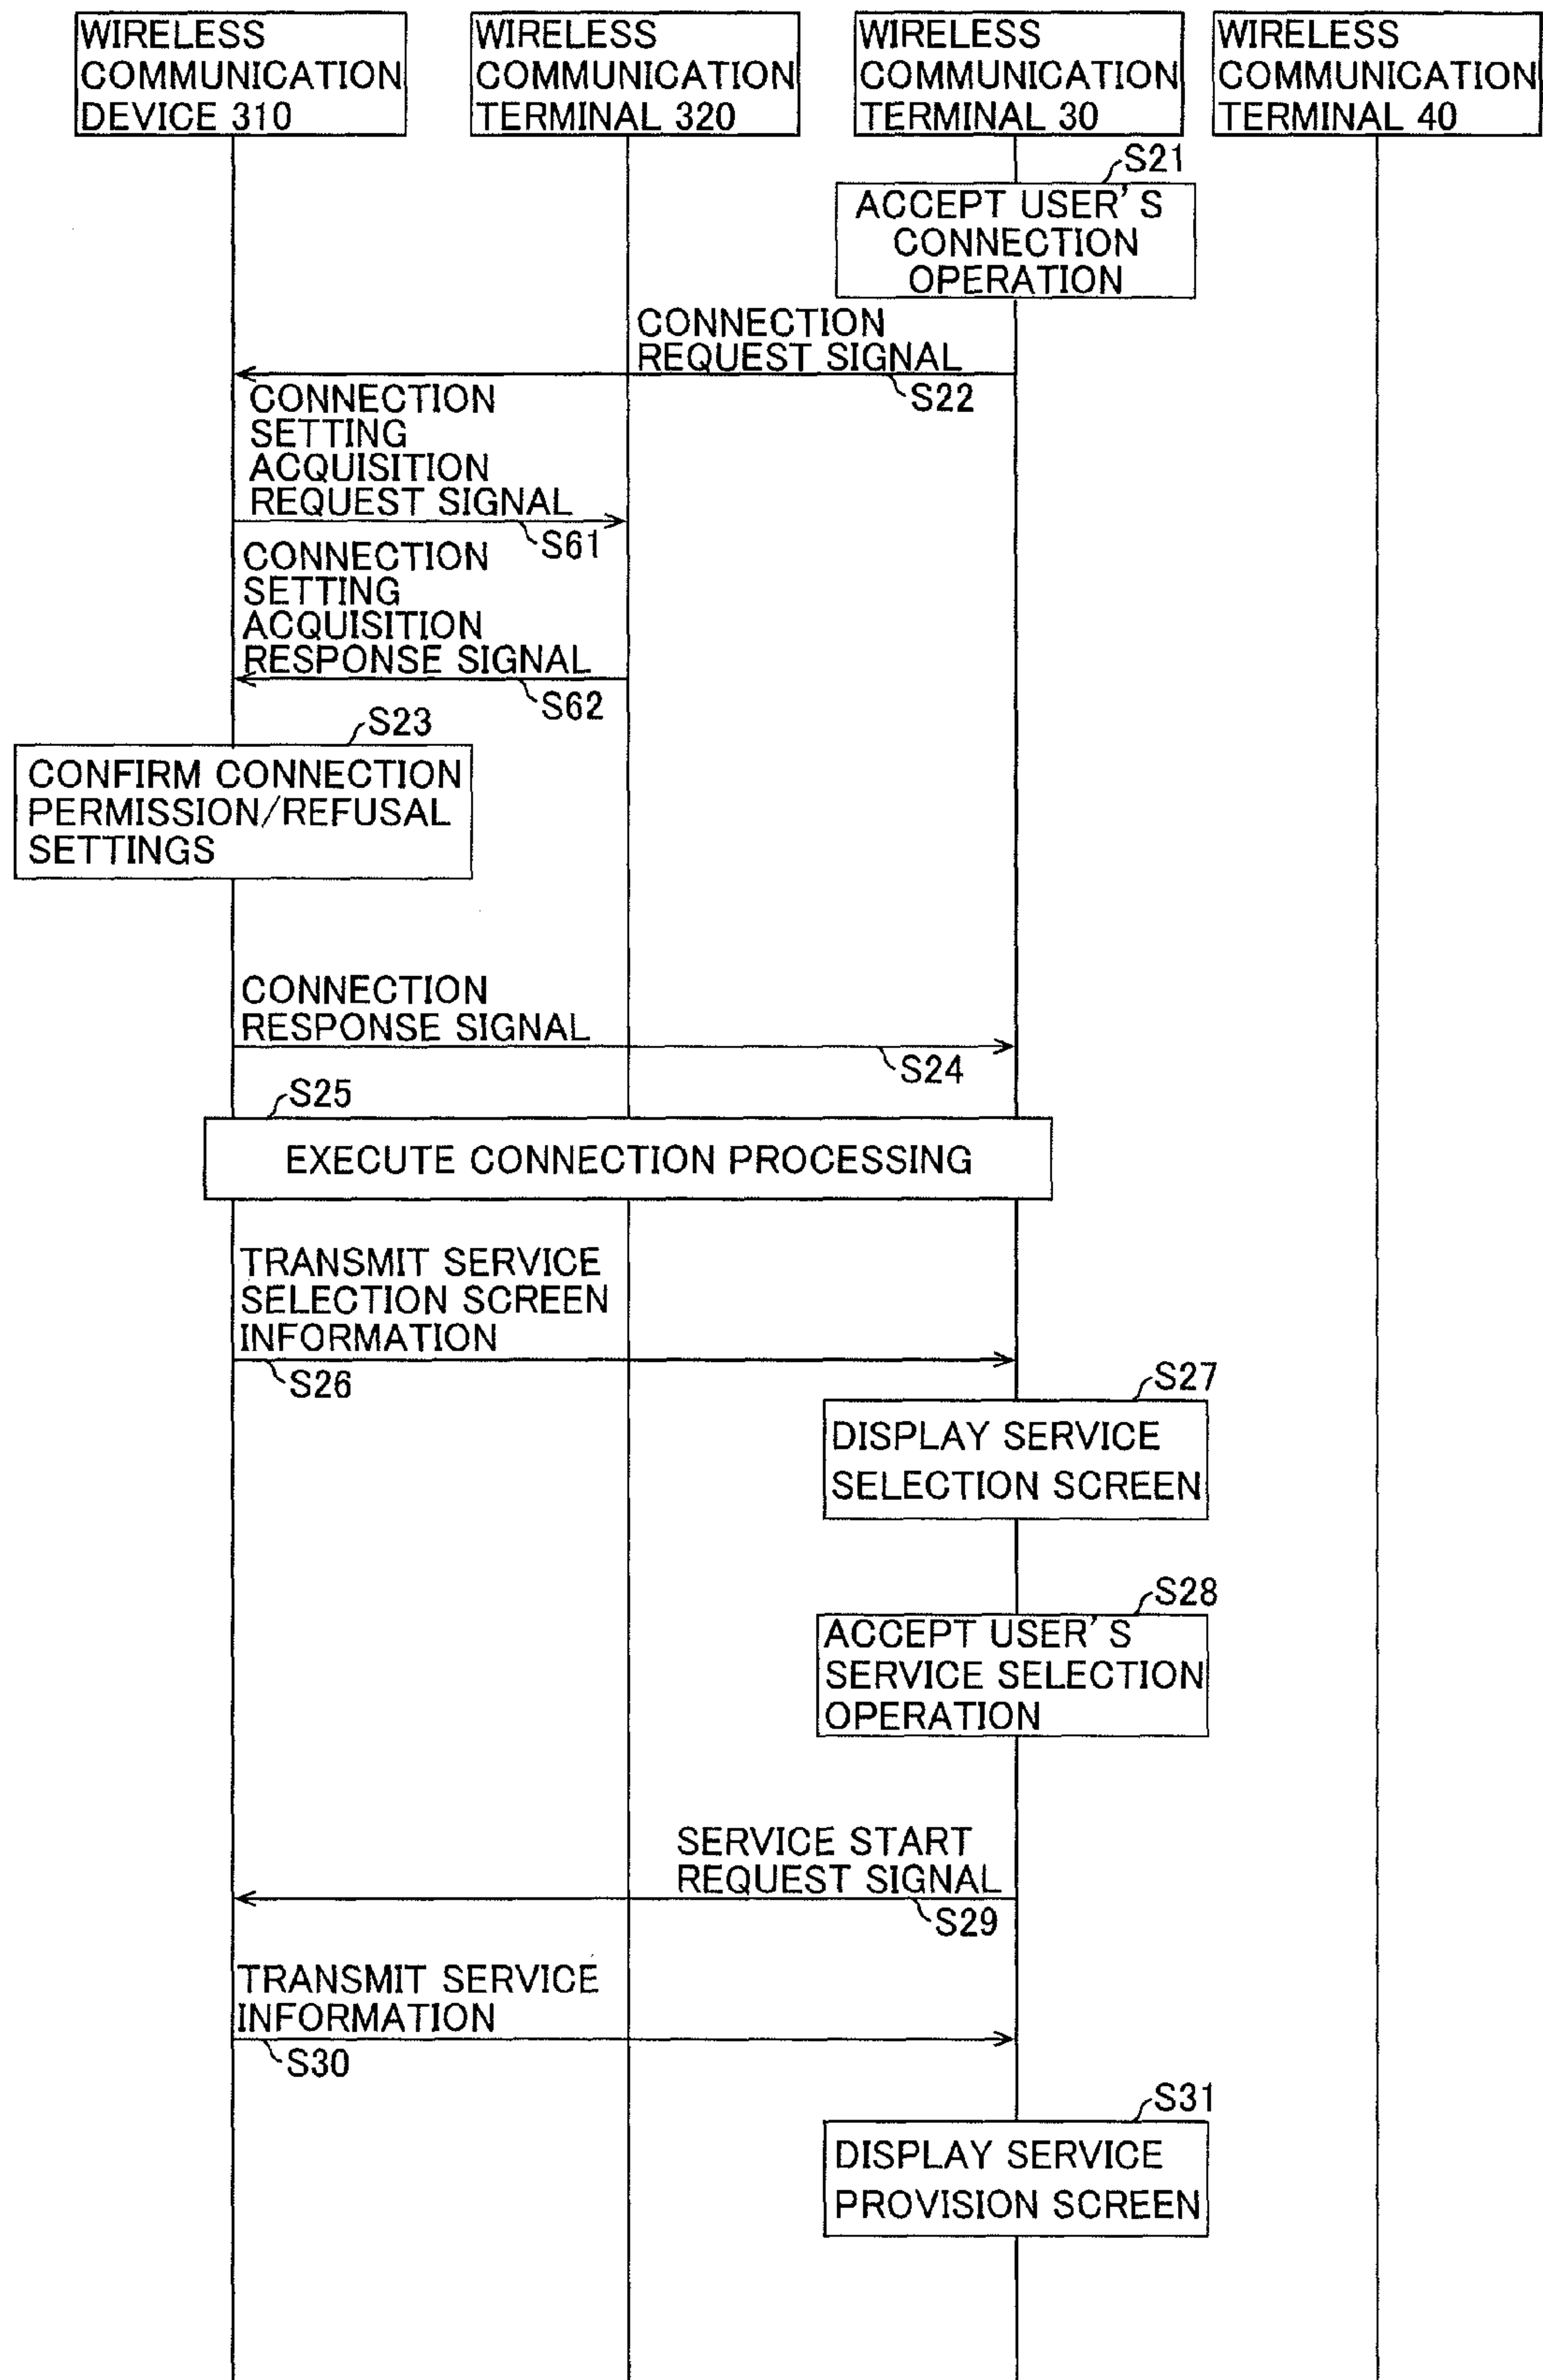 WIRELESS
COMMUNICATION
DEVICE 310
WIRELESS
COMMUNICATION
TERMINAL 320
WIRELESS
COMMUNICATION
TERMINAL 30
WIRELESS
COMMUNICATION
TERMINAL 40
S21
ACCEPT USER'S
CONNECTION
OPERATION
CONNECTION
REQUEST SIGNAL
S22
CONNECTION
SETTING
ACQUISITION
REQUEST SIGNAL
S61
CONNECTION
SETTING
ACQUISITION
RESPONSE SIGNAL
S62
S23
CONFIRM CONNECTION
PERMISSION/REFUSAL
SETTINGS
CONNECTION
RESPONSE SIGNAL
S24
S25
EXECUTE CONNECTION PROCESSING
TRANSMIT SERVICE
SELECTION SCREEN
INFORMATION
S26
S27
DISPLAY SERVICE
SELECTION SCREEN
S28
ACCEPT USER'S
SERVICE SELECTION
OPERATION
SERVICE START
REQUEST SIGNAL
S29
TRANSMIT SERVICE
INFORMATION
S30
S31
DISPLAY SERVICE
PROVISION SCREEN